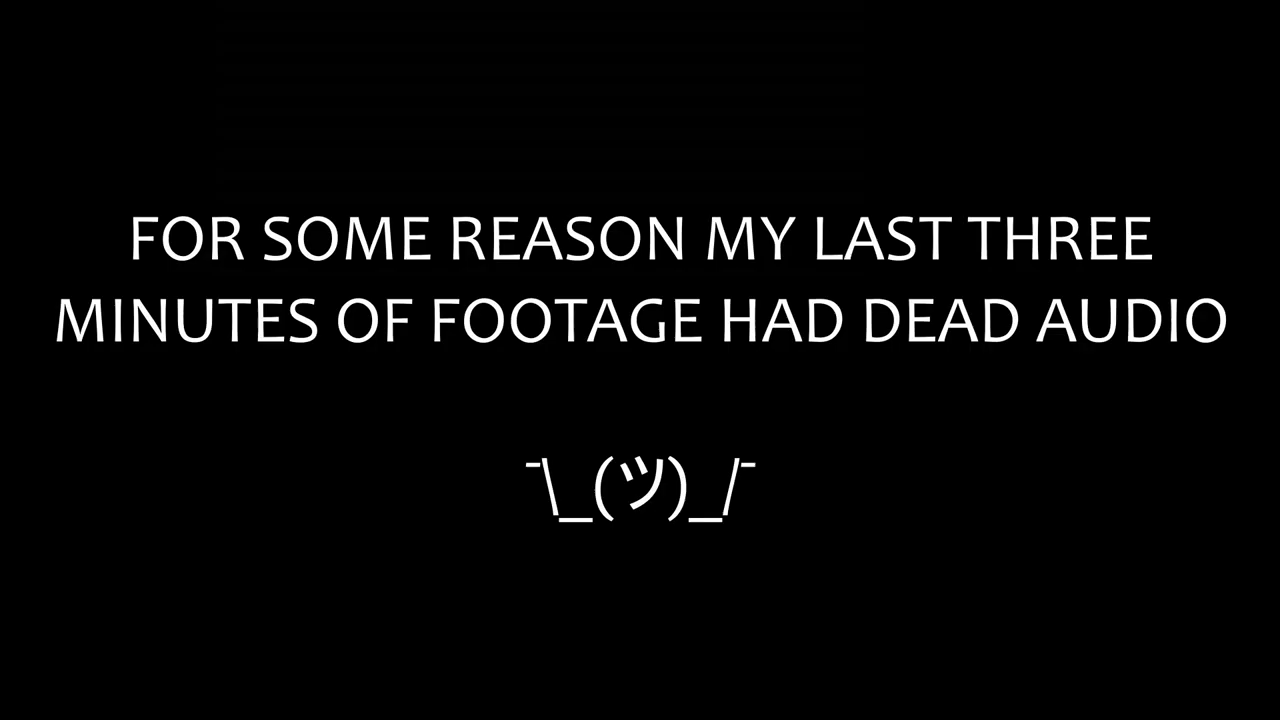 FOR SOME REASON MY LAST THREE
MINUTES OF FOOTAGE HAD DEAD AUDIO
¯\_(ツ)_/¯